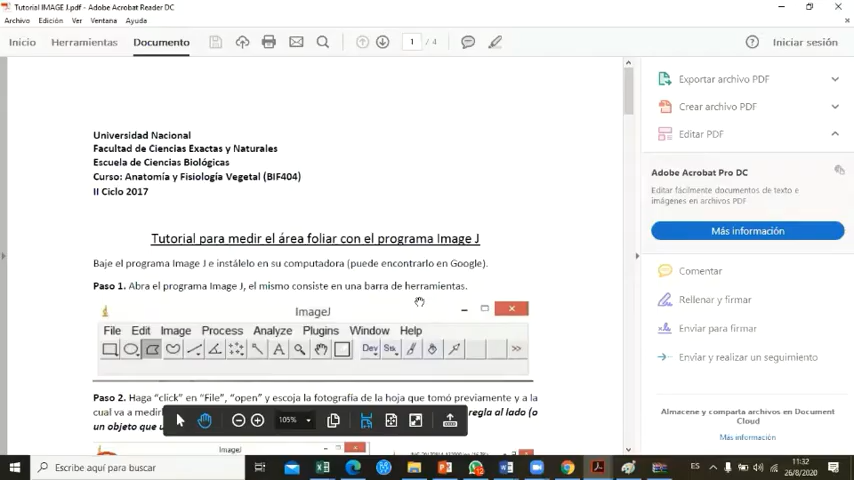 Tutorial IMAGE J.pdf - Adobe Acrobat Reader DC
Archivo Edición Ver Ventana Ayuda
Inicio Herramientas Documento 1 / 4 Iniciar sesión
Exportar archivo PDF
Crear archivo PDF
Editar PDF
Universidad Nacional
Facultad de Ciencias Exactas y Naturales
Escuela de Ciencias Biológicas
Curso: Anatomía y Fisiología Vegetal (BIF404)
II Ciclo 2017
Adobe Acrobat Pro DC
Editar fácilmente documentos de texto e
imágenes en archivos PDF
Más información
Tutorial para medir el área foliar con el programa Image J
Baje el programa Image J e instálelo en su computadora (puede encontrarlo en Google).
Paso 1. Abra el programa Image J, el mismo consiste en una barra de herramientas.
ImageJ
File Edit Image Process Analyze Plugins Window Help
Dev Stk >>
Paso 2. Haga “click” en “File”, “open” y escoja la fotografía de la hoja que tomó previamente y a la
cual va a medir regla al lado (o
un objeto que u
105%
ImageJ
Comentar
Rellenar y firmar
Enviar para firmar
Enviar y realizar un seguimiento
Almacene y comparta archivos en Document
Cloud
Más información
Escribe aquí para buscar
ES 11:32
26/8/2020